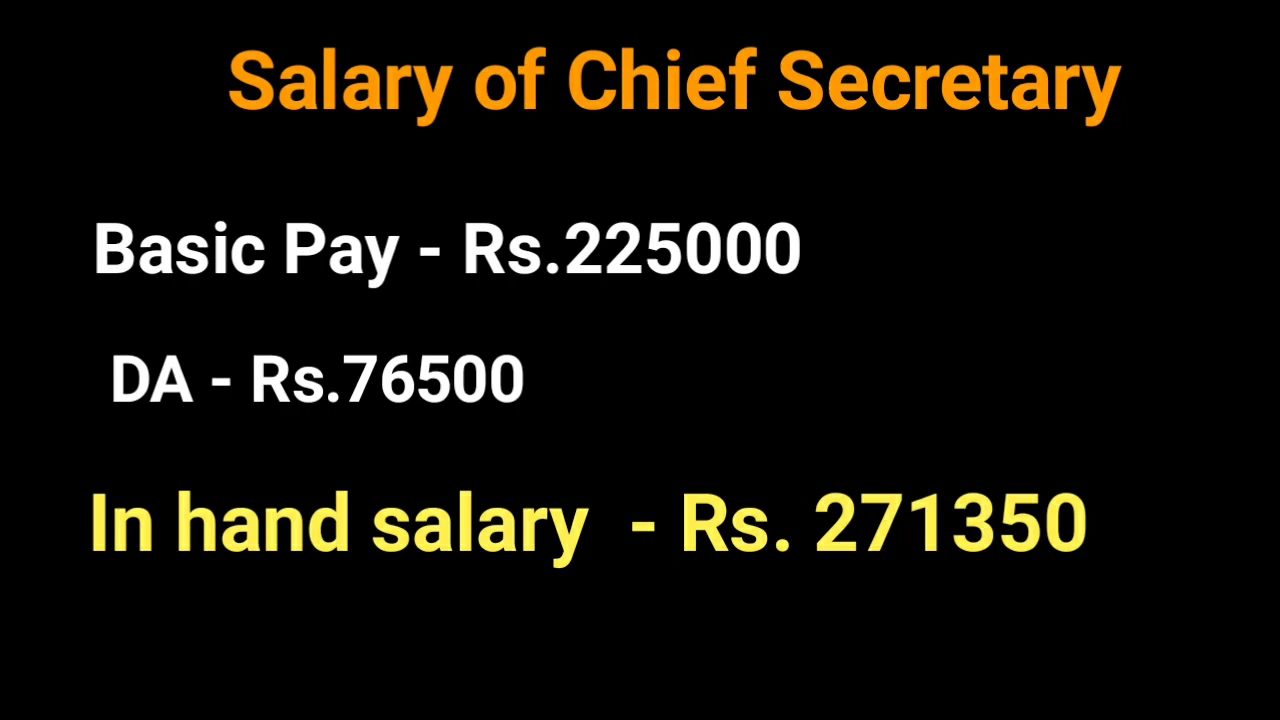 Salary of Chief Secretary
Basic Pay - Rs.225000
DA - Rs.76500
In hand salary - Rs. 271350